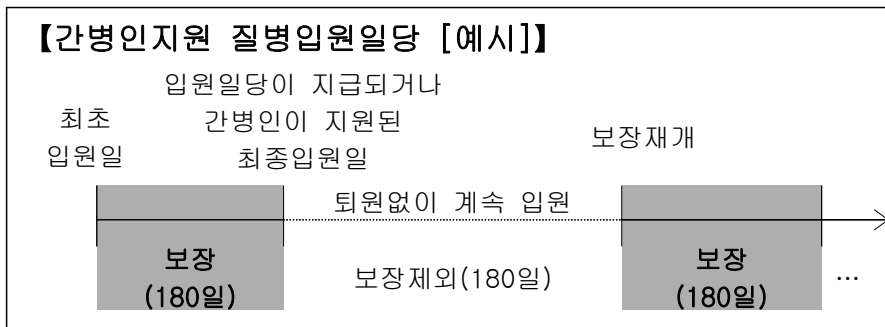 【간병인지원 질병입원일당 [예시]】
입원일당이 지급되거나
간병인이 지원된
최종입원일
최초
입원일
보장재개
퇴원없이 계속 입원
보장
(180일)
보장제외(180일)
보장
(180일)
…